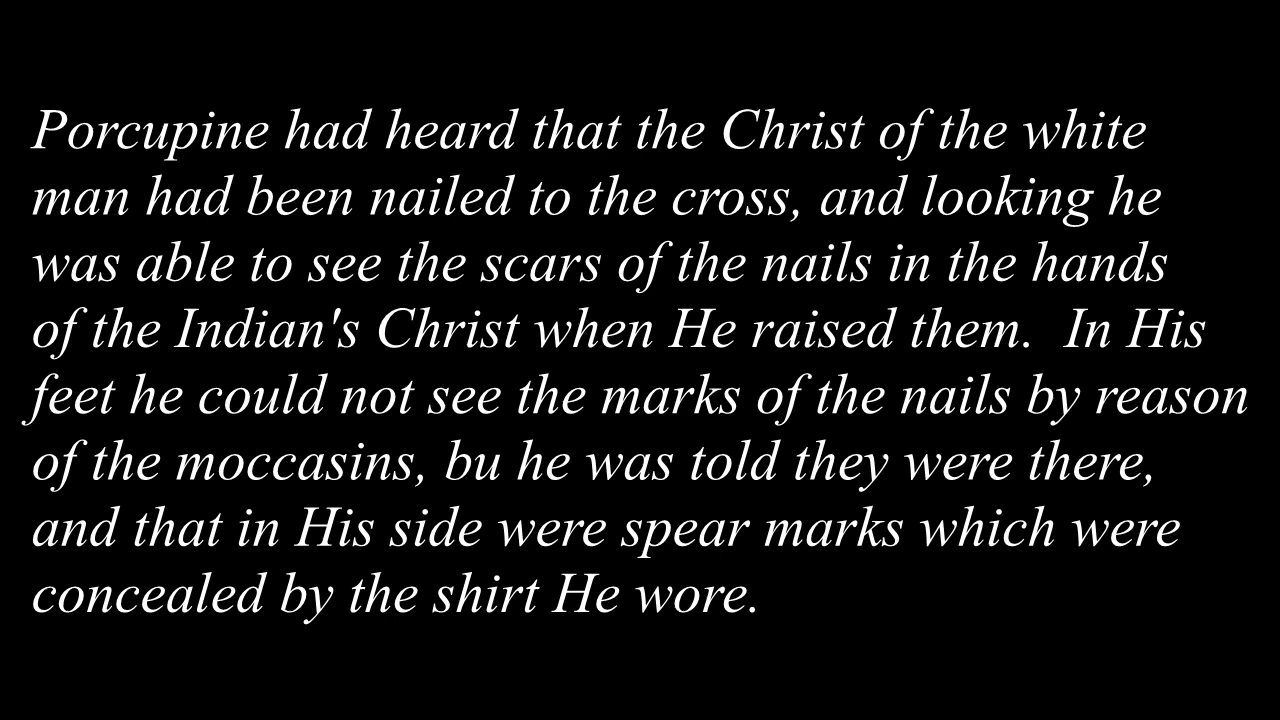 Porcupine had heard that the Christ of the white
man had been nailed to the cross, and looking he
was able to see the scars of the nails in the hands
of the Indian's Christ when He raised them.  In His
feet he could not see the marks of the nails by reason
of the moccasins, bu he was told they were there,
and that in His side were spear marks which were
concealed by the shirt He wore.